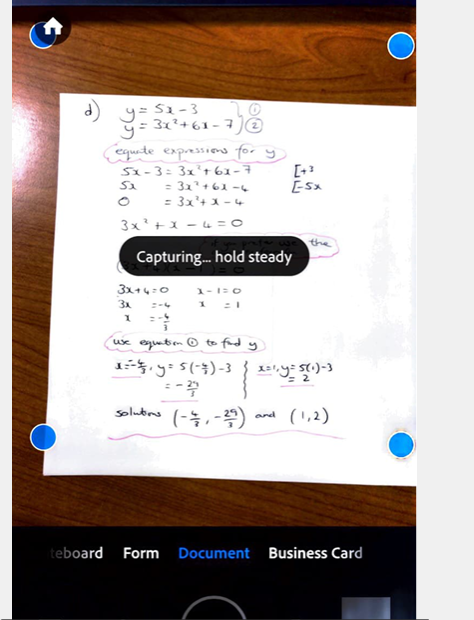 d) y = 5x - 3 ①
y = 3x² + 6x - 7 ②
equate expressions for y
5x - 3 = 3x² + 6x - 7 [+3
5x = 3x² + 6x - 4 [-5x
0 = 3x² + x - 4
3x² + x - 4 = 0
use the
Capturing... hold steady
= 0
3x + 4 = 0 x - 1 = 0
3x = -4 x = 1
x = -4/3
use equation ① to find y
x = -4/3, y = 5(-4/3) - 3 x = 1, y = 5(1) - 3
= -29/3 = 2
solutions (-4/3, -29/3) and (1, 2)
teboard Form Document Business Card